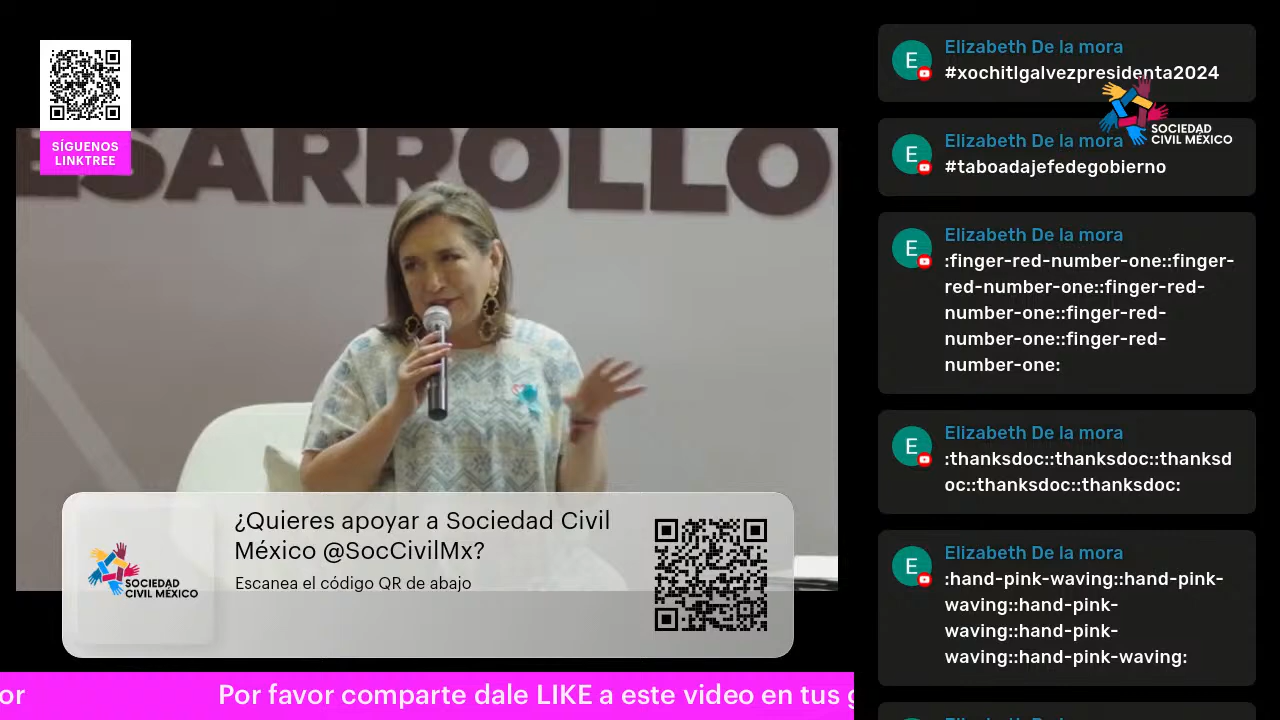 SÍGUENOS
LINKTREE
ESARROLLO
¿Quieres apoyar a Sociedad Civil
México @SocCivilMx?
Escanea el código QR de abajo
SOCIEDAD
CIVIL MÉXICO
or
Por favor comparte dale LIKE a este video en tus
E
Elizabeth De la mora
#xochitlgalvezpresidenta2024
SOCIEDAD
CIVIL MÉXICO
E
Elizabeth De la mora
#taboadajefedegobierno
E
Elizabeth De la mora
:finger-red-number-one::finger-
red-number-one::finger-red-
number-one::finger-red-
number-one::finger-red-
number-one:
E
Elizabeth De la mora
:thanksdoc::thanksdoc::thanksd
oc::thanksdoc::thanksdoc:
E
Elizabeth De la mora
:hand-pink-waving::hand-pink-
waving::hand-pink-
waving::hand-pink-
waving::hand-pink-waving: